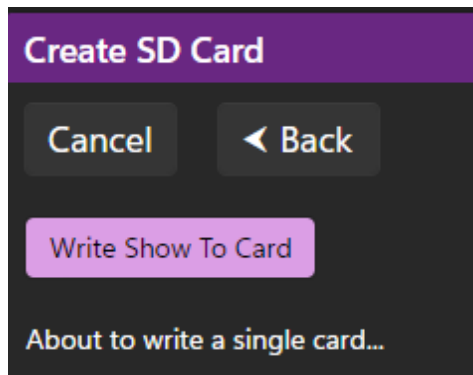 Create SD Card
Cancel
Back
Write Show To Card
About to write a single card...